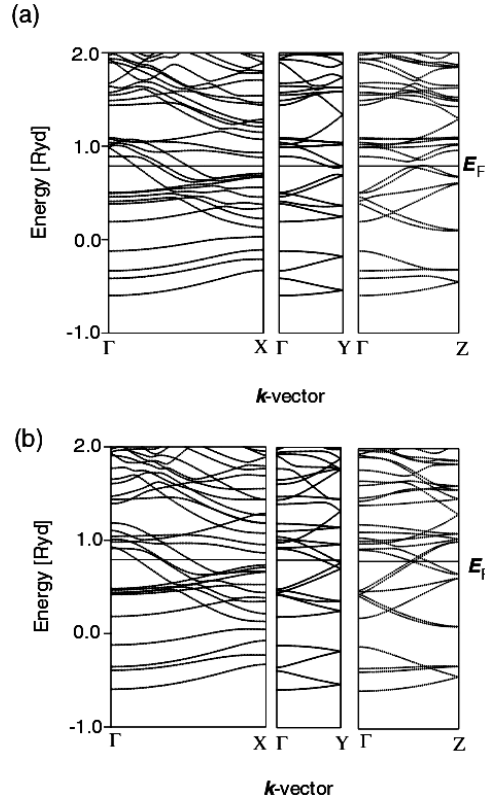 (a)
2.0
1.0
0.0
-1.0
Energy [Ryd]
E_F
Γ X Γ Y Γ Z
k-vector
(b)
2.0
1.0
0.0
-1.0
Energy [Ryd]
E_F
Γ X Γ Y Γ Z
k-vector